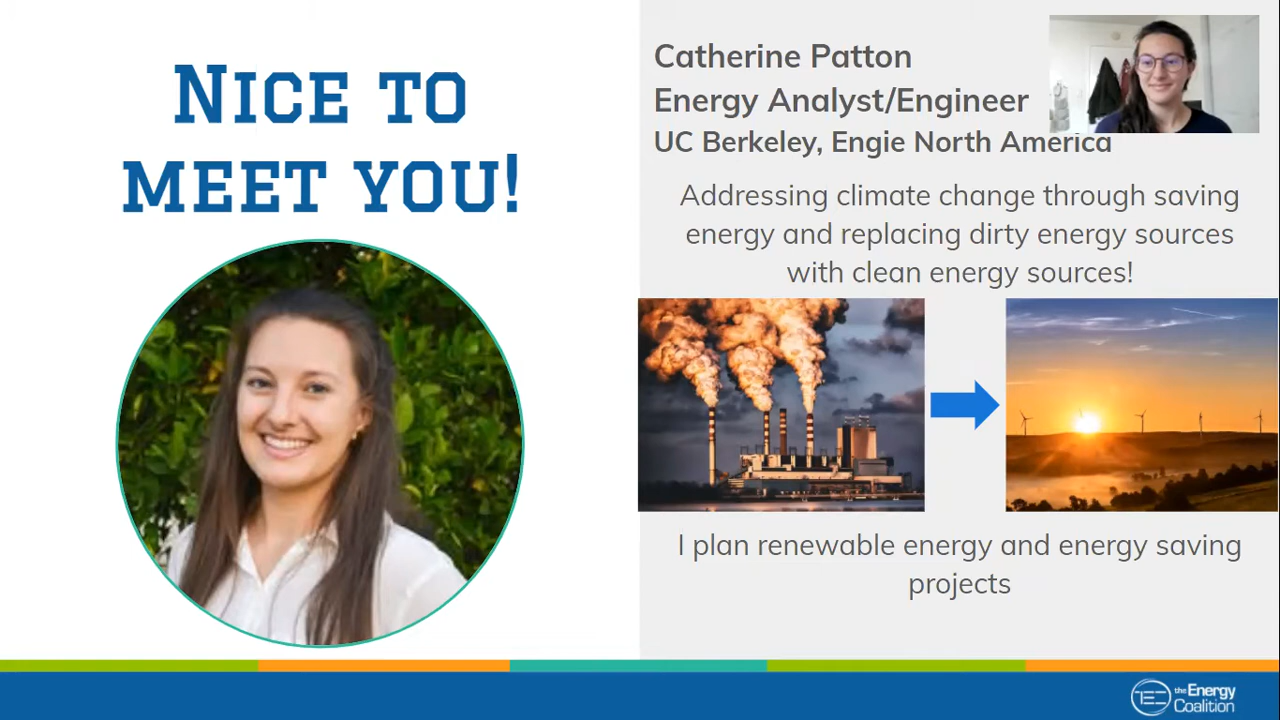 NICE TO
MEET YOU!
Catherine Patton
Energy Analyst/Engineer
UC Berkeley, Engie North America
Addressing climate change through saving
energy and replacing dirty energy sources
with clean energy sources!
I plan renewable energy and energy saving
projects
TEC
the Energy
Coalition